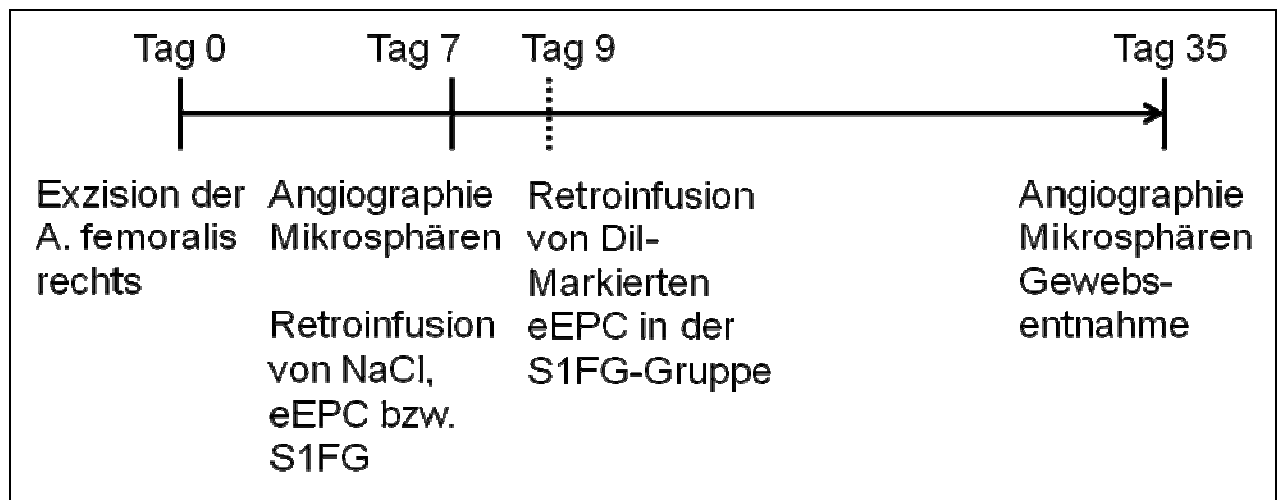 Tag 0
Tag 7
Tag 9
Tag 35
Exzision der
A. femoralis
rechts
Angiographie
Mikrosphären
Retroinfusion
von NaCl,
eEPC bzw.
S1FG
Retroinfusion
von Dil-
Markierten
eEPC in der
S1FG-Gruppe
Angiographie
Mikrosphären
Gewebs-
entnahme